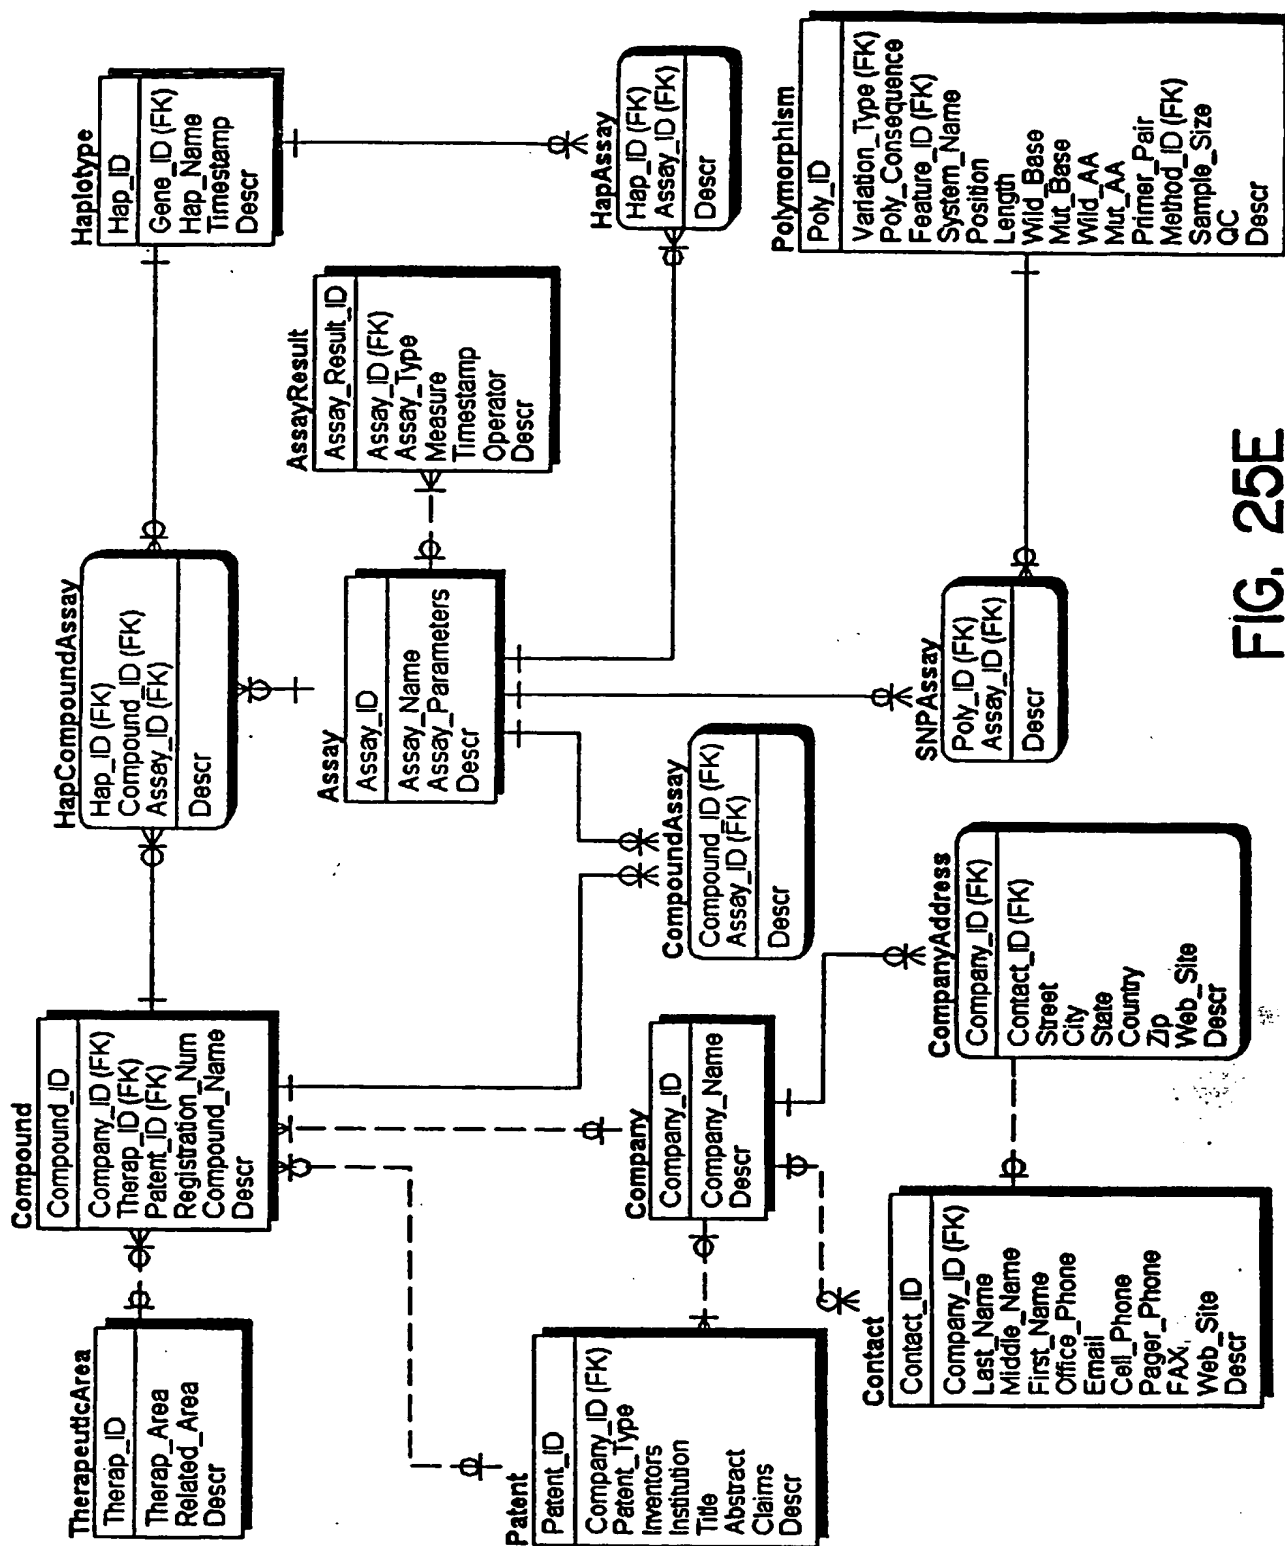 TherapeuticArea
Therap_ID
Therap_Area
Related_Area
Descr
Compound
Compound_ID
Company_ID (FK)
Therap_ID (FK)
Patent_ID (FK)
Registration_Num
Compound_Name
Descr
HapCompoundAssay
Hap_ID (FK)
Compound_ID (FK)
Assay_ID (FK)
Descr
Haplotype
Hap_ID
Gene_ID (FK)
Hap_Name
Timestamp
Descr
Assay
Assay_ID
Assay_Name
Assay_Parameters
Descr
AssayResult
Assay_Result_ID
Assay_ID (FK)
Assay_Type
Measure
Timestamp
Operator
Descr
HapAssay
Hap_ID (FK)
Assay_ID (FK)
Descr
Patent
Patent_ID
Company_ID (FK)
Patent_Type
Inventors
Institution
Title
Abstract
Claims
Descr
Company
Company_ID
Company_Name
Descr
CompoundAssay
Compound_ID (FK)
Assay_ID (FK)
Descr
SNPAssay
Poly_ID (FK)
Assay_ID (FK)
Descr
Polymorphism
Poly_ID
Variation_Type (FK)
Poly_Consequence
Feature_ID (FK)
System_Name
Position
Length
Wild_Base
Mut_Base
Wild_AA
Mut_AA
Primer_Pair
Method_ID (FK)
Sample_Size
QC
Descr
Contact
Contact_ID
Company_ID (FK)
Last_Name
Middle_Name
First_Name
Office_Phone
Email
Cell_Phone
Pager_Phone
FAX
Web_Site
Descr
CompanyAddress
Company_ID (FK)
Contact_ID (FK)
Street
City
State
Country
Zip
Web_Site
Descr
FIG. 25E